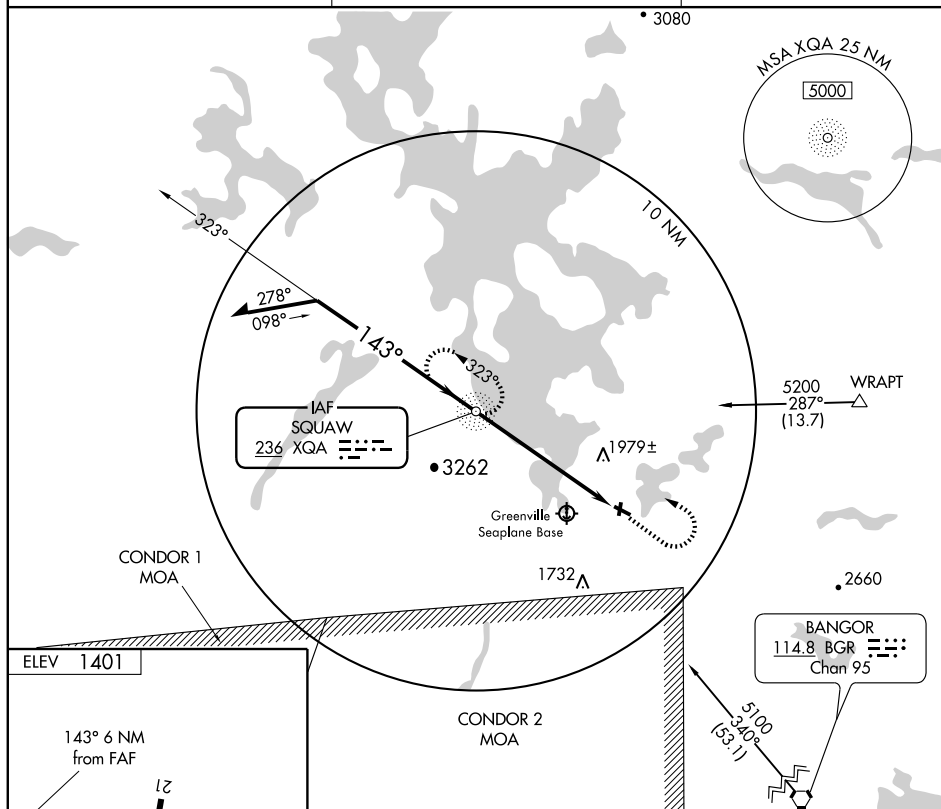 3080
MSA XQA 25 NM
5000
10 NM
323°
278°
098°
143°
323°
5200
287°
(13.7)
WRAPT
IAF
SQUAW
236 XQA
3262
1979±
Greenville
Seaplane Base
CONDOR 1
MOA
1732
2660
BANGOR
114.8 BGR
Chan 95
ELEV 1401
5100
340°
(53.1)
CONDOR 2
MOA
143° 6 NM
from FAF
21